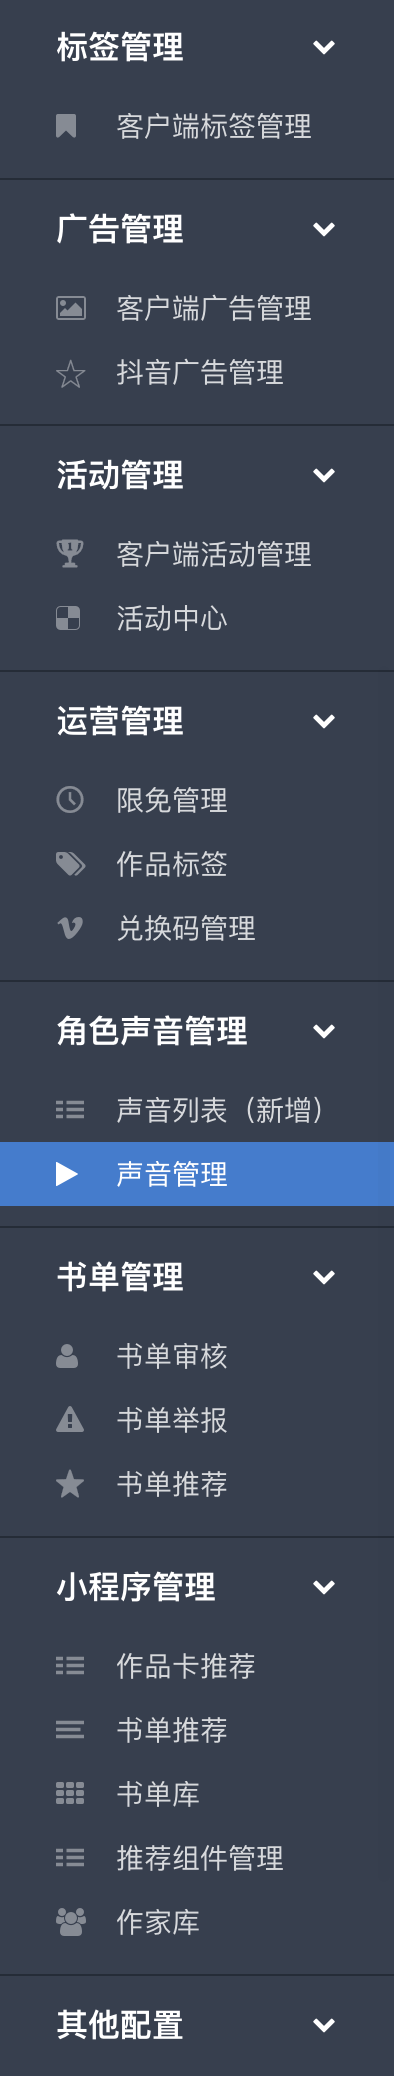 标签管理
客户端标签管理
广告管理
客户端广告管理
抖音广告管理
活动管理
客户端活动管理
活动中心
运营管理
限免管理
作品标签
兑换码管理
角色声音管理
声音列表（新增）
声音管理
书单管理
书单审核
书单举报
书单推荐
小程序管理
作品卡推荐
书单推荐
书单库
推荐组件管理
作家库
其他配置